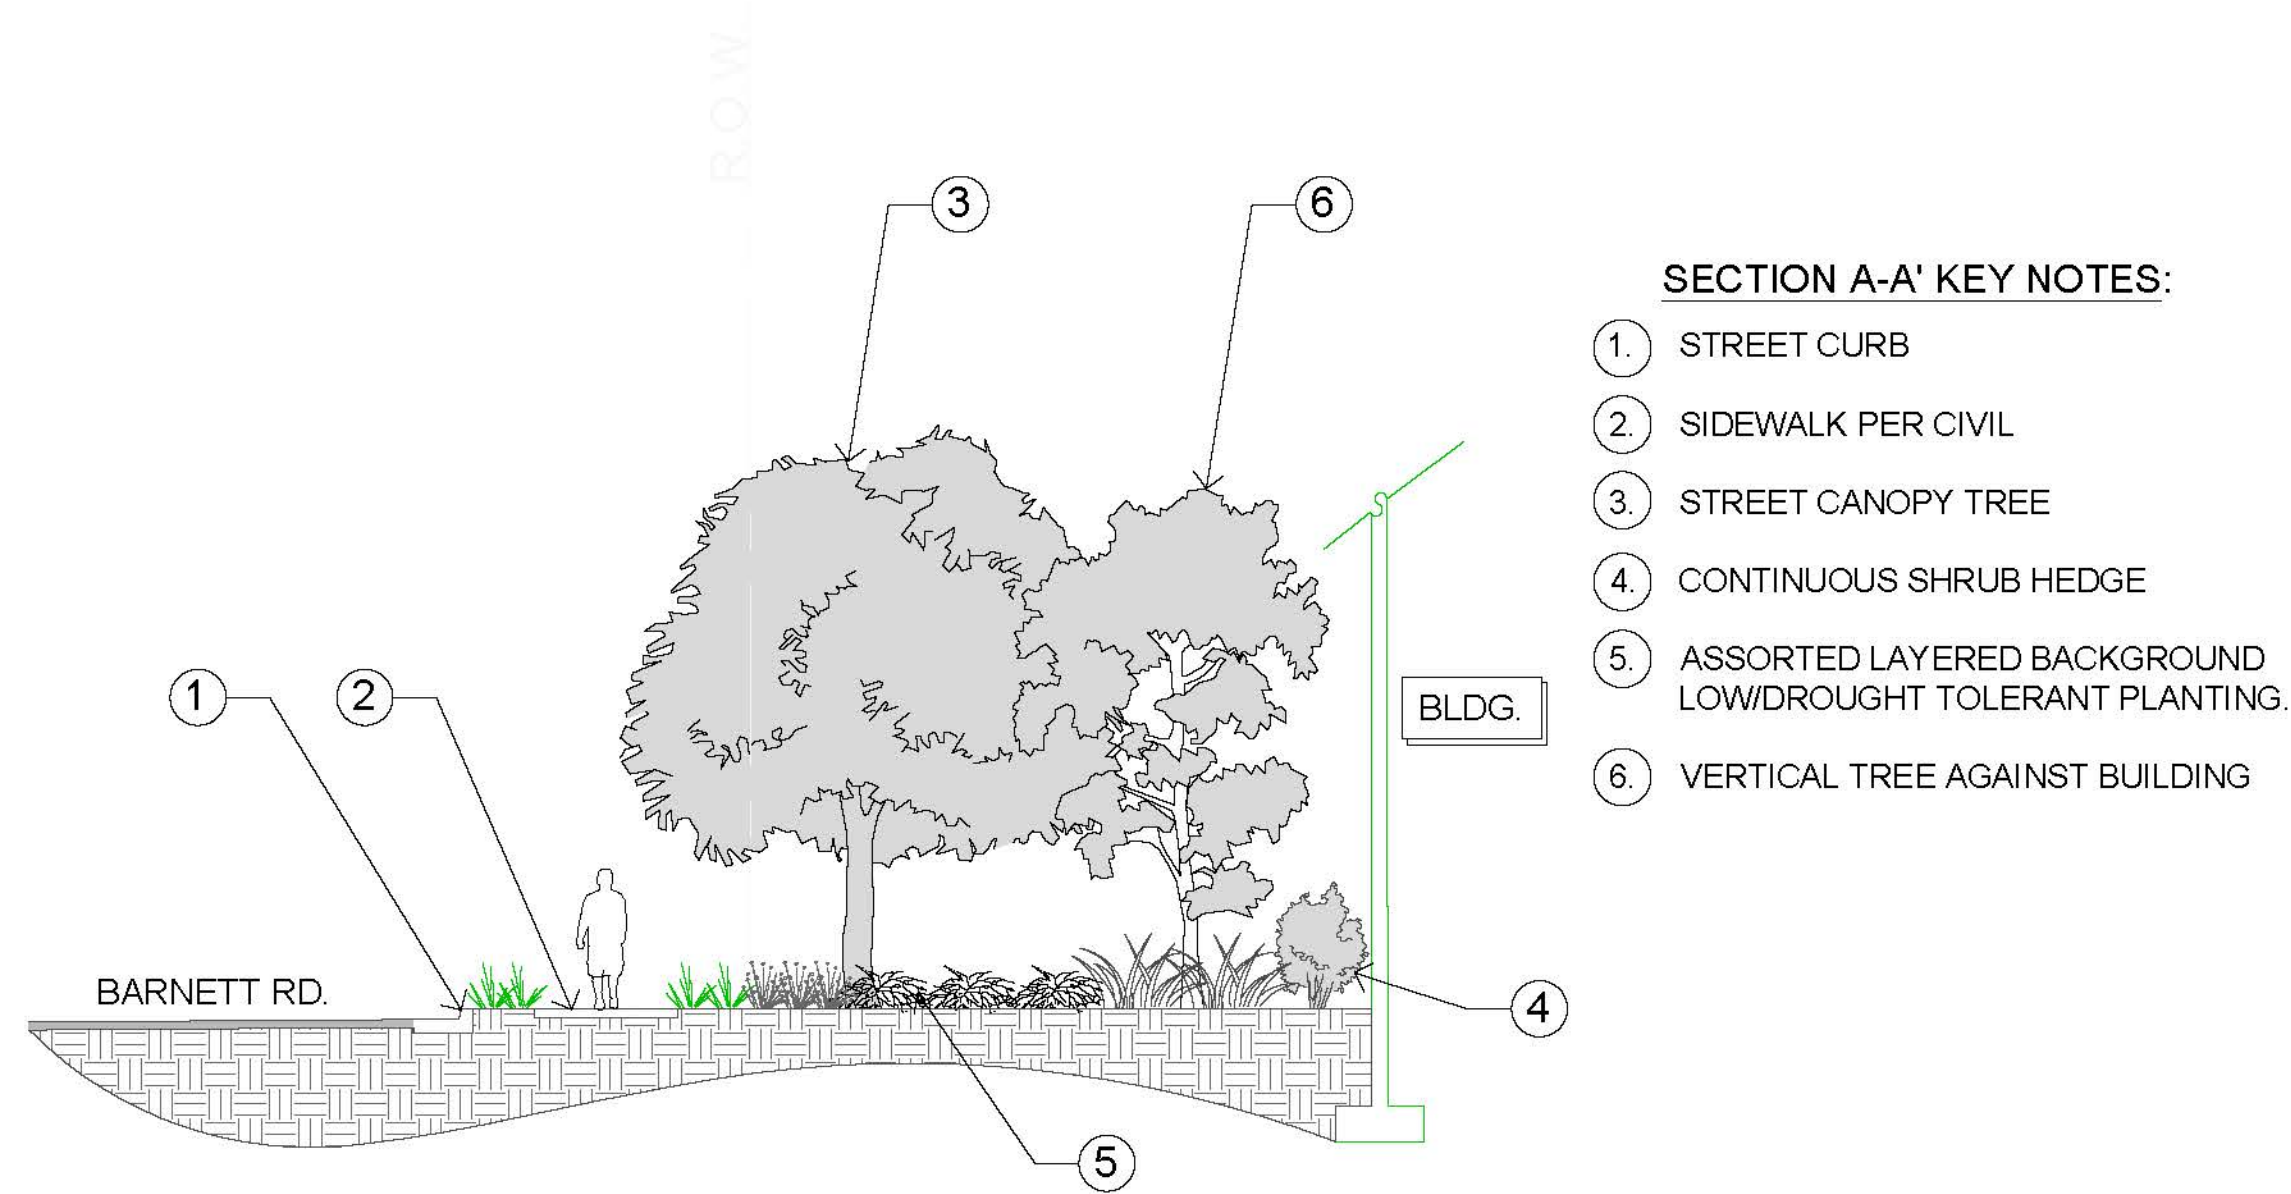 R.O.W.
3
6
SECTION A-A' KEY NOTES:
1. STREET CURB
2. SIDEWALK PER CIVIL
3. STREET CANOPY TREE
4. CONTINUOUS SHRUB HEDGE
5. ASSORTED LAYERED BACKGROUND
LOW/DROUGHT TOLERANT PLANTING.
6. VERTICAL TREE AGAINST BUILDING
1
2
BLDG.
BARNETT RD.
4
5